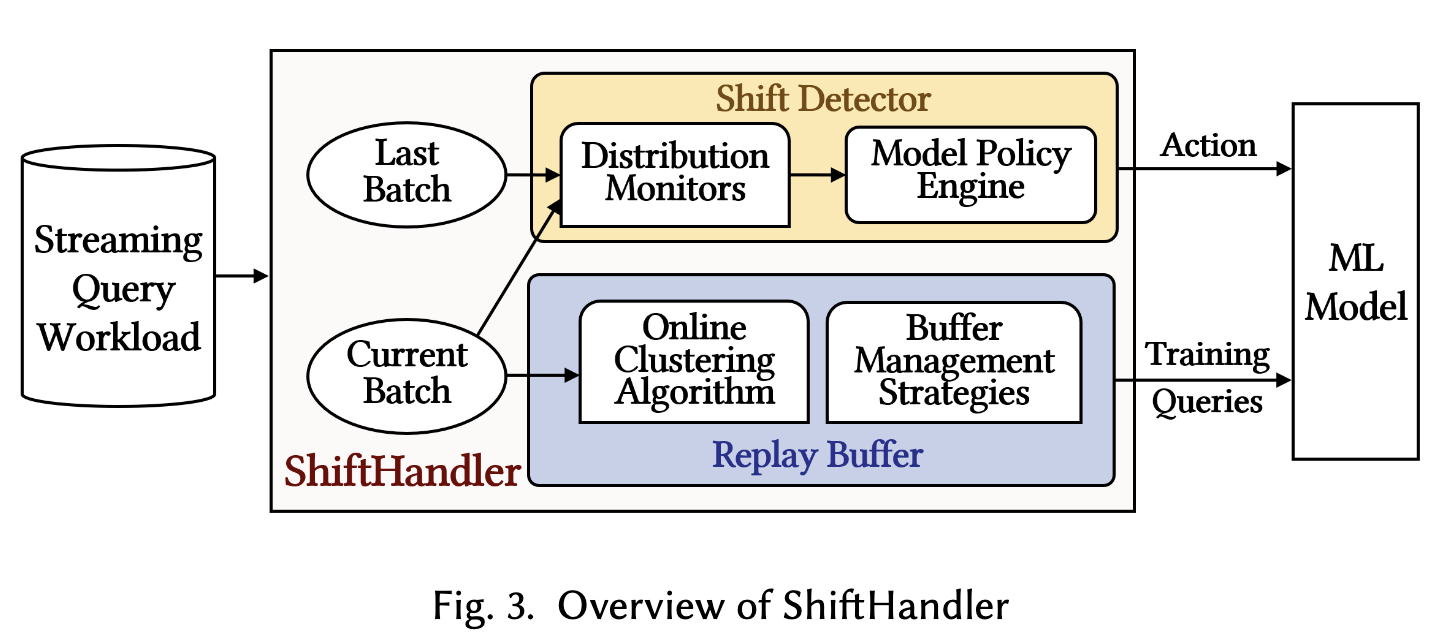 Streaming
Query
Workload
Last
Batch
Current
Batch
ShiftHandler
Shift Detector
Distribution
Monitors
Model Policy
Engine
Online
Clustering
Algorithm
Buffer
Management
Strategies
Replay Buffer
Action
Training
Queries
ML
Model
Fig. 3. Overview of ShiftHandler